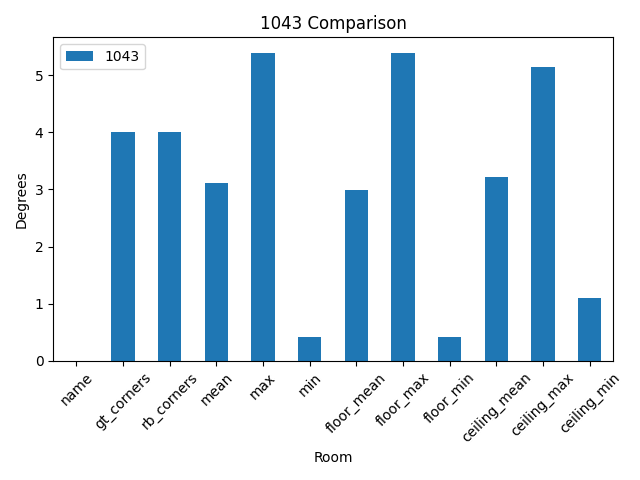 1043 Comparison
1043
5
4
3
2
1
0
Degrees
name
gt_corners
rb_corners
mean
max
min
floor_mean
floor_max
floor_min
ceiling_mean
ceiling_max
ceiling_min
Room